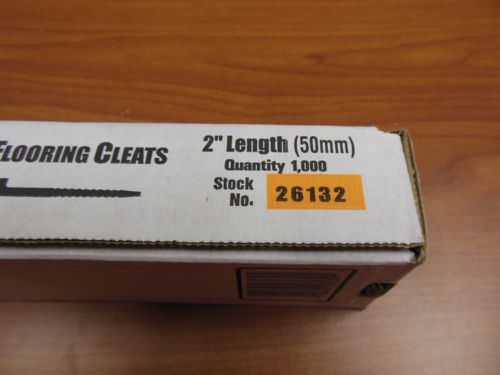 FLOORING CLEATS
2" Length (50mm)
Quantity 1,000
Stock
No.
26132